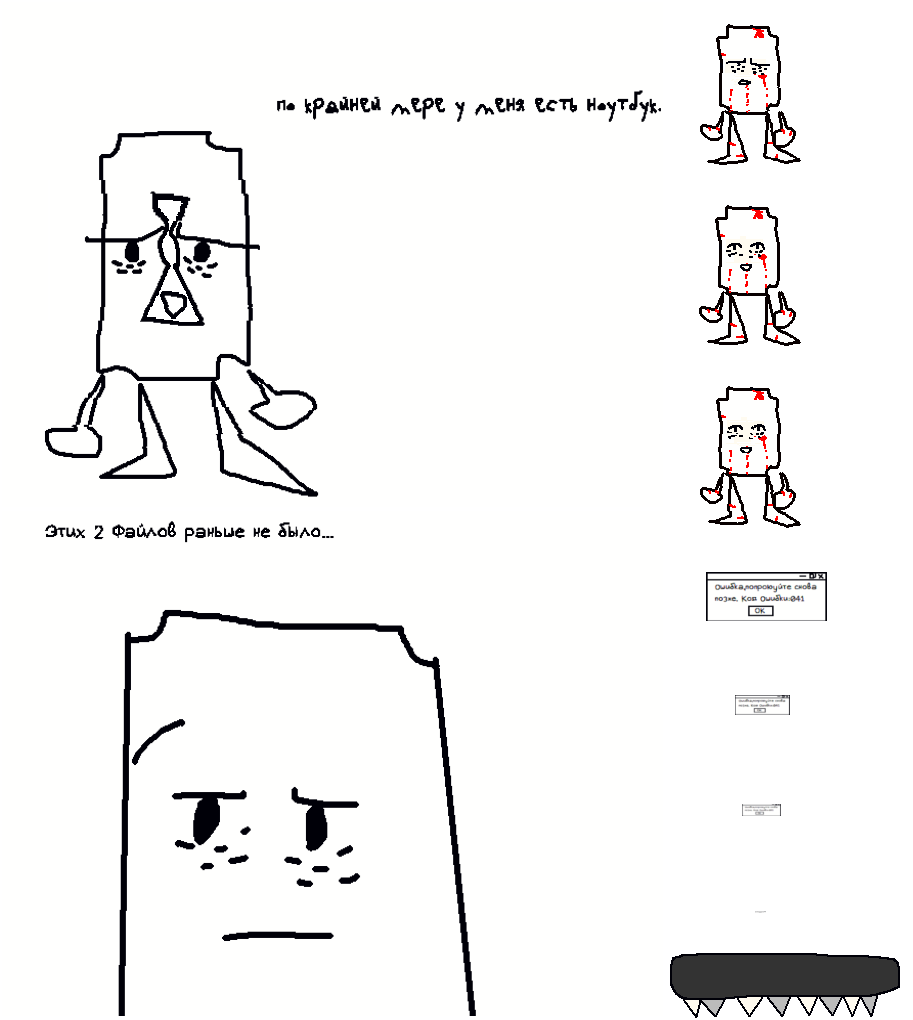 по крайней мере у меня есть ноутбук.
Этих 2 Файлов раньше не было...
Ошибка,попробуйте снова
позже. Код Ошибки:041
OK